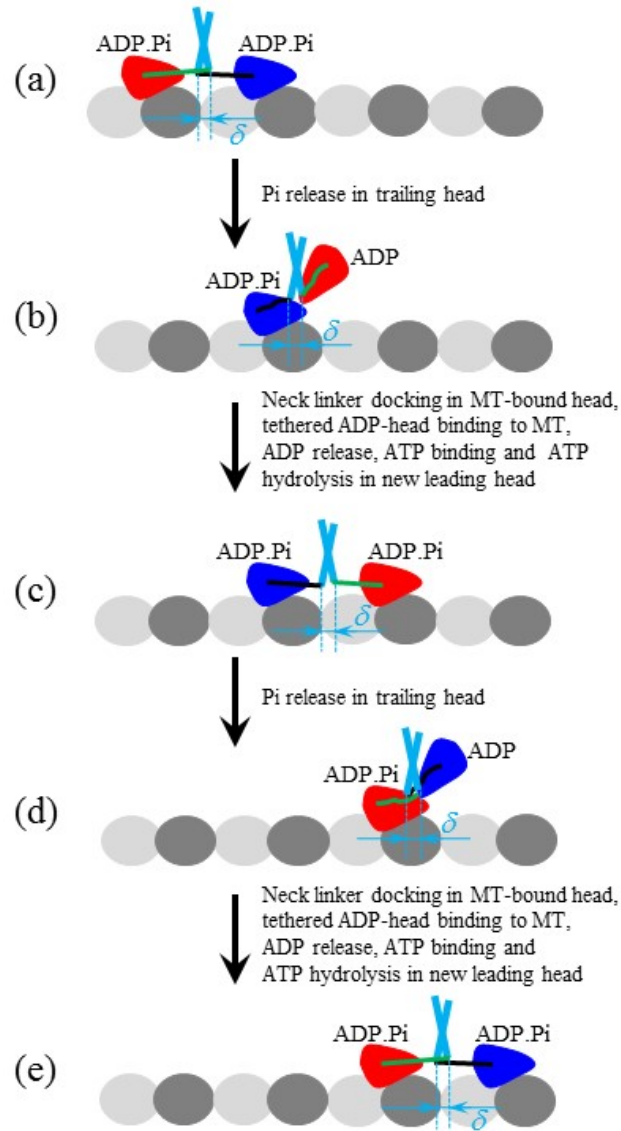 ADP.Pi ADP.Pi
(a)
δ
Pi release in trailing head
ADP.Pi ADP
(b)
δ
Neck linker docking in MT-bound head,
tethered ADP-head binding to MT,
ADP release, ATP binding and ATP
hydrolysis in new leading head
ADP.Pi ADP.Pi
(c)
δ
Pi release in trailing head
ADP.Pi ADP
(d)
δ
Neck linker docking in MT-bound head,
tethered ADP-head binding to MT,
ADP release, ATP binding and
ATP hydrolysis in new leading head
ADP.Pi ADP.Pi
(e)
δ